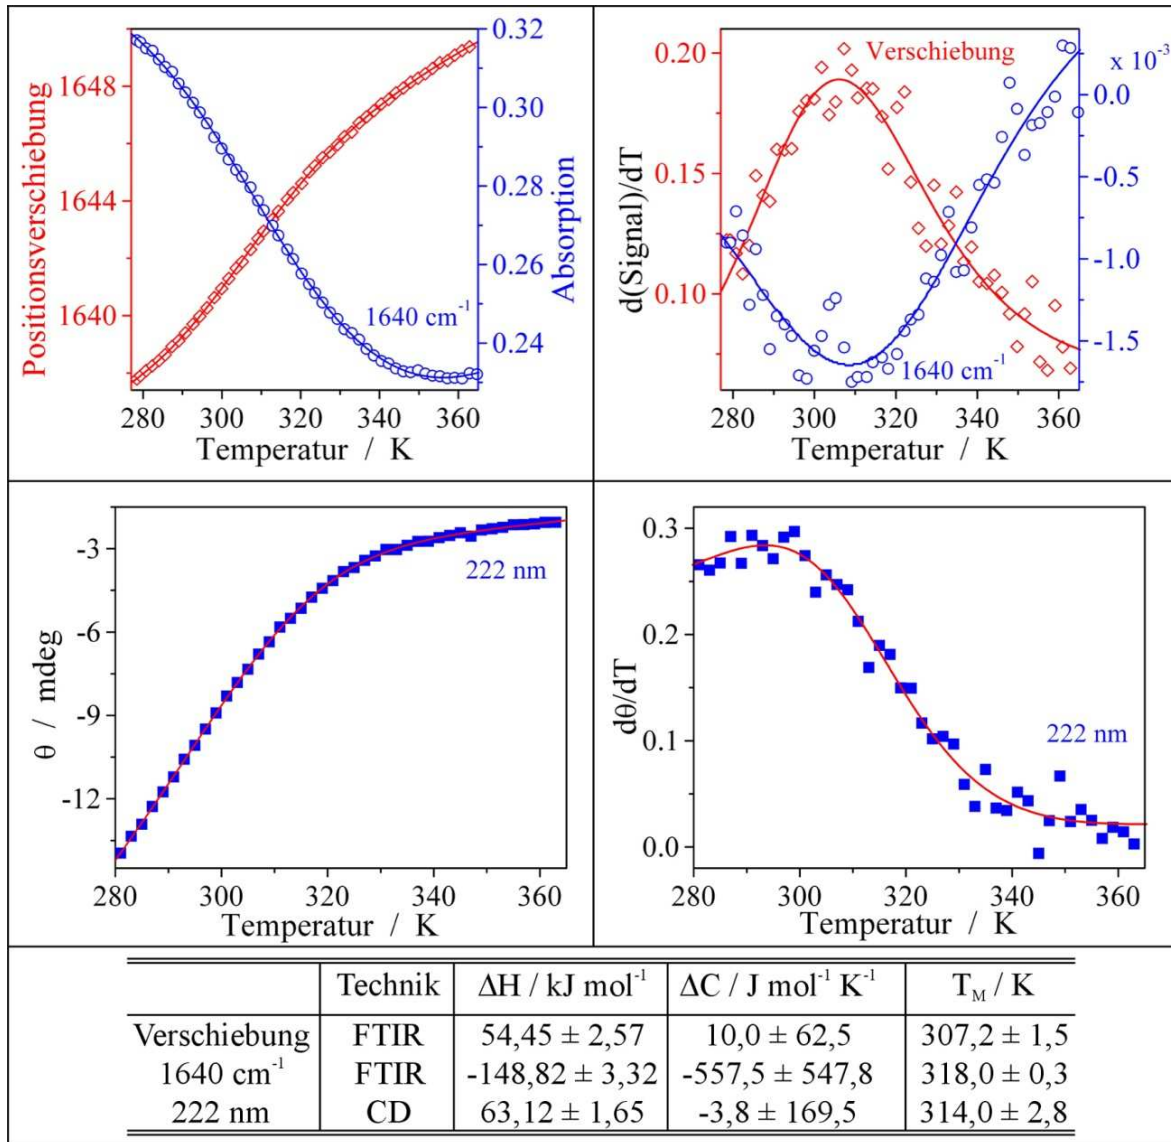 Positionsverschiebung
1648
1644
1640
0.32
0.30
0.28
0.26
0.24
Absorption
1640 cm⁻¹
280 300 320 340 360
Temperatur / K
d(Signal)/dT
0.20
0.15
0.10
Verschiebung
x 10⁻³
0.0
-0.5
-1.0
-1.5
1640 cm⁻¹
280 300 320 340 360
Temperatur / K
θ / mdeg
-3
-6
-9
-12
222 nm
280 300 320 340 360
Temperatur / K
dθ/dT
0.3
0.2
0.1
0.0
222 nm
280 300 320 340 360
Temperatur / K
Technik ΔH / kJ mol⁻¹ ΔC / J mol⁻¹ K⁻¹ T_M / K
Verschiebung FTIR 54,45 ± 2,57 10,0 ± 62,5 307,2 ± 1,5
1640 cm⁻¹ FTIR -148,82 ± 3,32 -557,5 ± 547,8 318,0 ± 0,3
222 nm CD 63,12 ± 1,65 -3,8 ± 169,5 314,0 ± 2,8